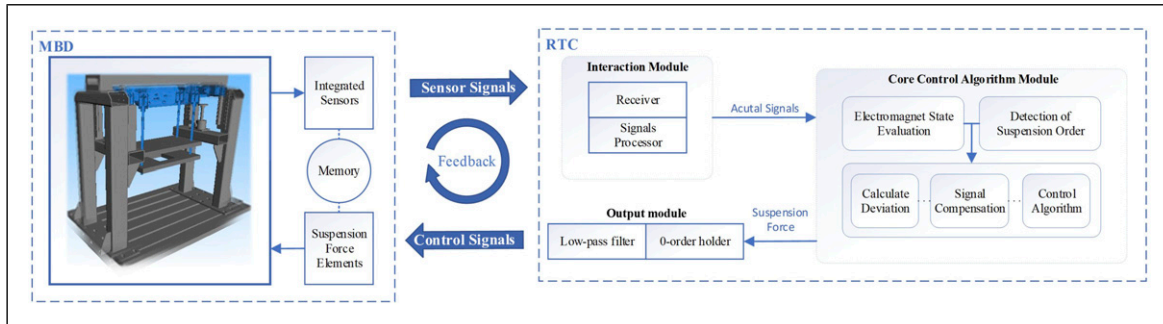 MBD
Integrated
Sensors
Memory
Suspension
Force
Elements
Sensor Signals
Feedback
Control Signals
RTC
Interaction Module
Receiver
Signals
Processor
Acutal Signals
Core Control Algorithm Module
Electromagnet State
Evaluation
Detection of
Suspension Order
Calculate
Deviation
Signal
Compensation
Control
Algorithm
Suspension
Force
Output module
Low-pass filter
0-order holder